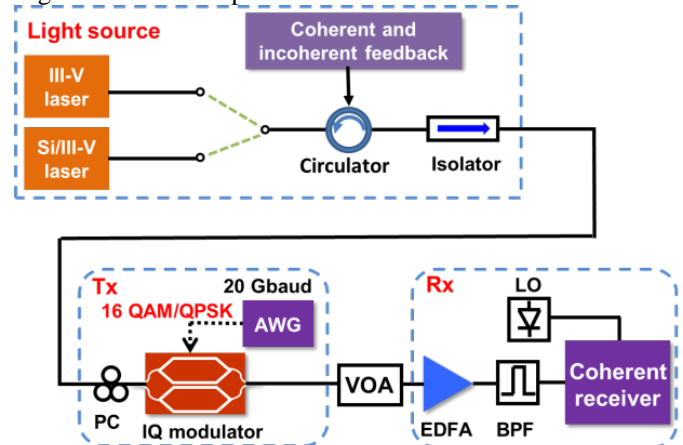 Light source
Coherent and
incoherent feedback
III-V
laser
Si/III-V
laser
Circulator
Isolator
Tx
20 Gbaud
16 QAM/QPSK
AWG
PC
IQ modulator
VOA
Rx
LO
EDFA
BPF
Coherent
receiver